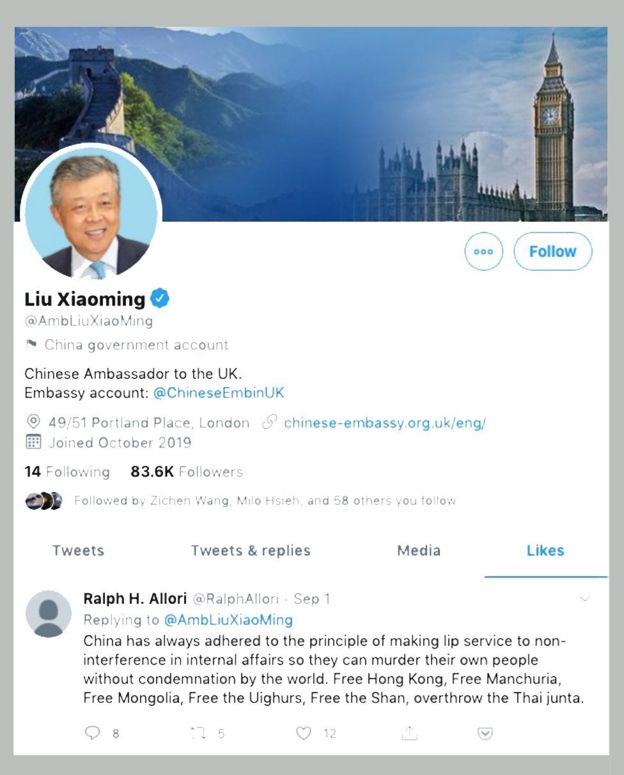 Follow
Liu Xiaoming
@AmbLiuXiaoMing
China government account
Chinese Ambassador to the UK.
Embassy account: @ChineseEmbinUK
49/51 Portland Place, London chinese-embassy.org.uk/eng/
Joined October 2019
14 Following 83.6K Followers
Followed by Zichen Wang, Milo Hsieh, and 58 others you follow
Tweets Tweets & replies Media Likes
Ralph H. Allori @RalphAllori · Sep 1
Replying to @AmbLiuXiaoMing
China has always adhered to the principle of making lip service to non-
interference in internal affairs so they can murder their own people
without condemnation by the world. Free Hong Kong, Free Manchuria,
Free Mongolia, Free the Uighurs, Free the Shan, overthrow the Thai junta.
8 5 12